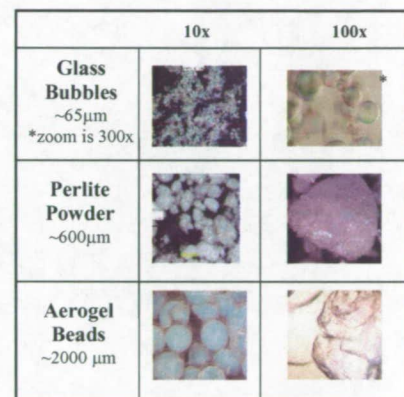 10x 100x
Glass
Bubbles
~65µm
*zoom is 300x
*
Perlite
Powder
~600µm
Aerogel
Beads
~2000 µm